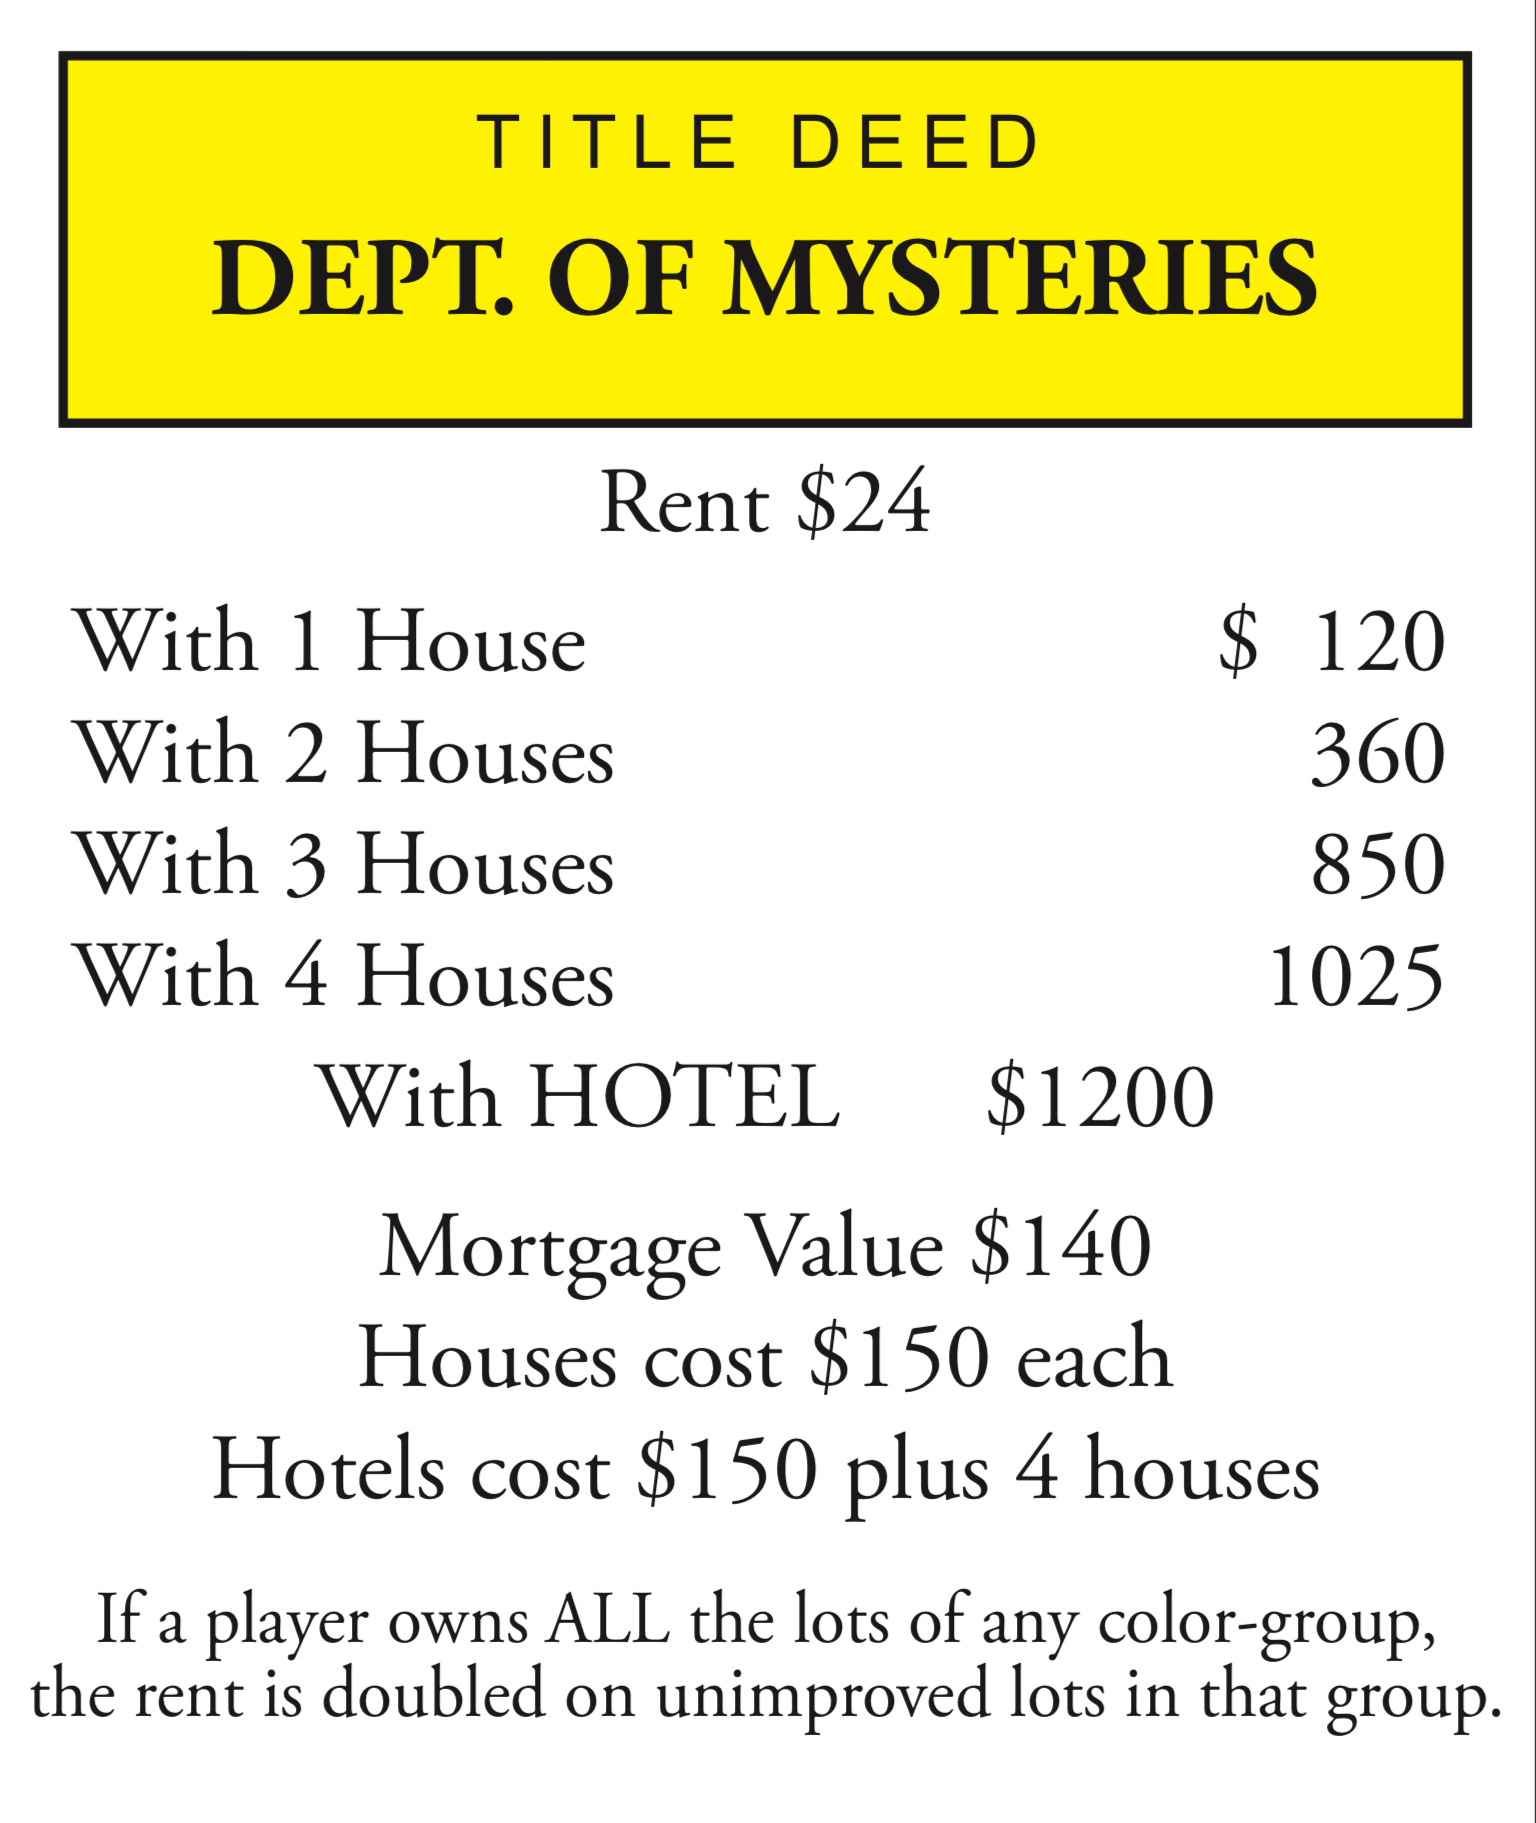 TITLE DEED
DEPT. OF MYSTERIES
Rent $24
With 1 House $ 120
With 2 Houses 360
With 3 Houses 850
With 4 Houses 1025
With HOTEL $1200
Mortgage Value $140
Houses cost $150 each
Hotels cost $150 plus 4 houses
If a player owns ALL the lots of any color-group,
the rent is doubled on unimproved lots in that group.